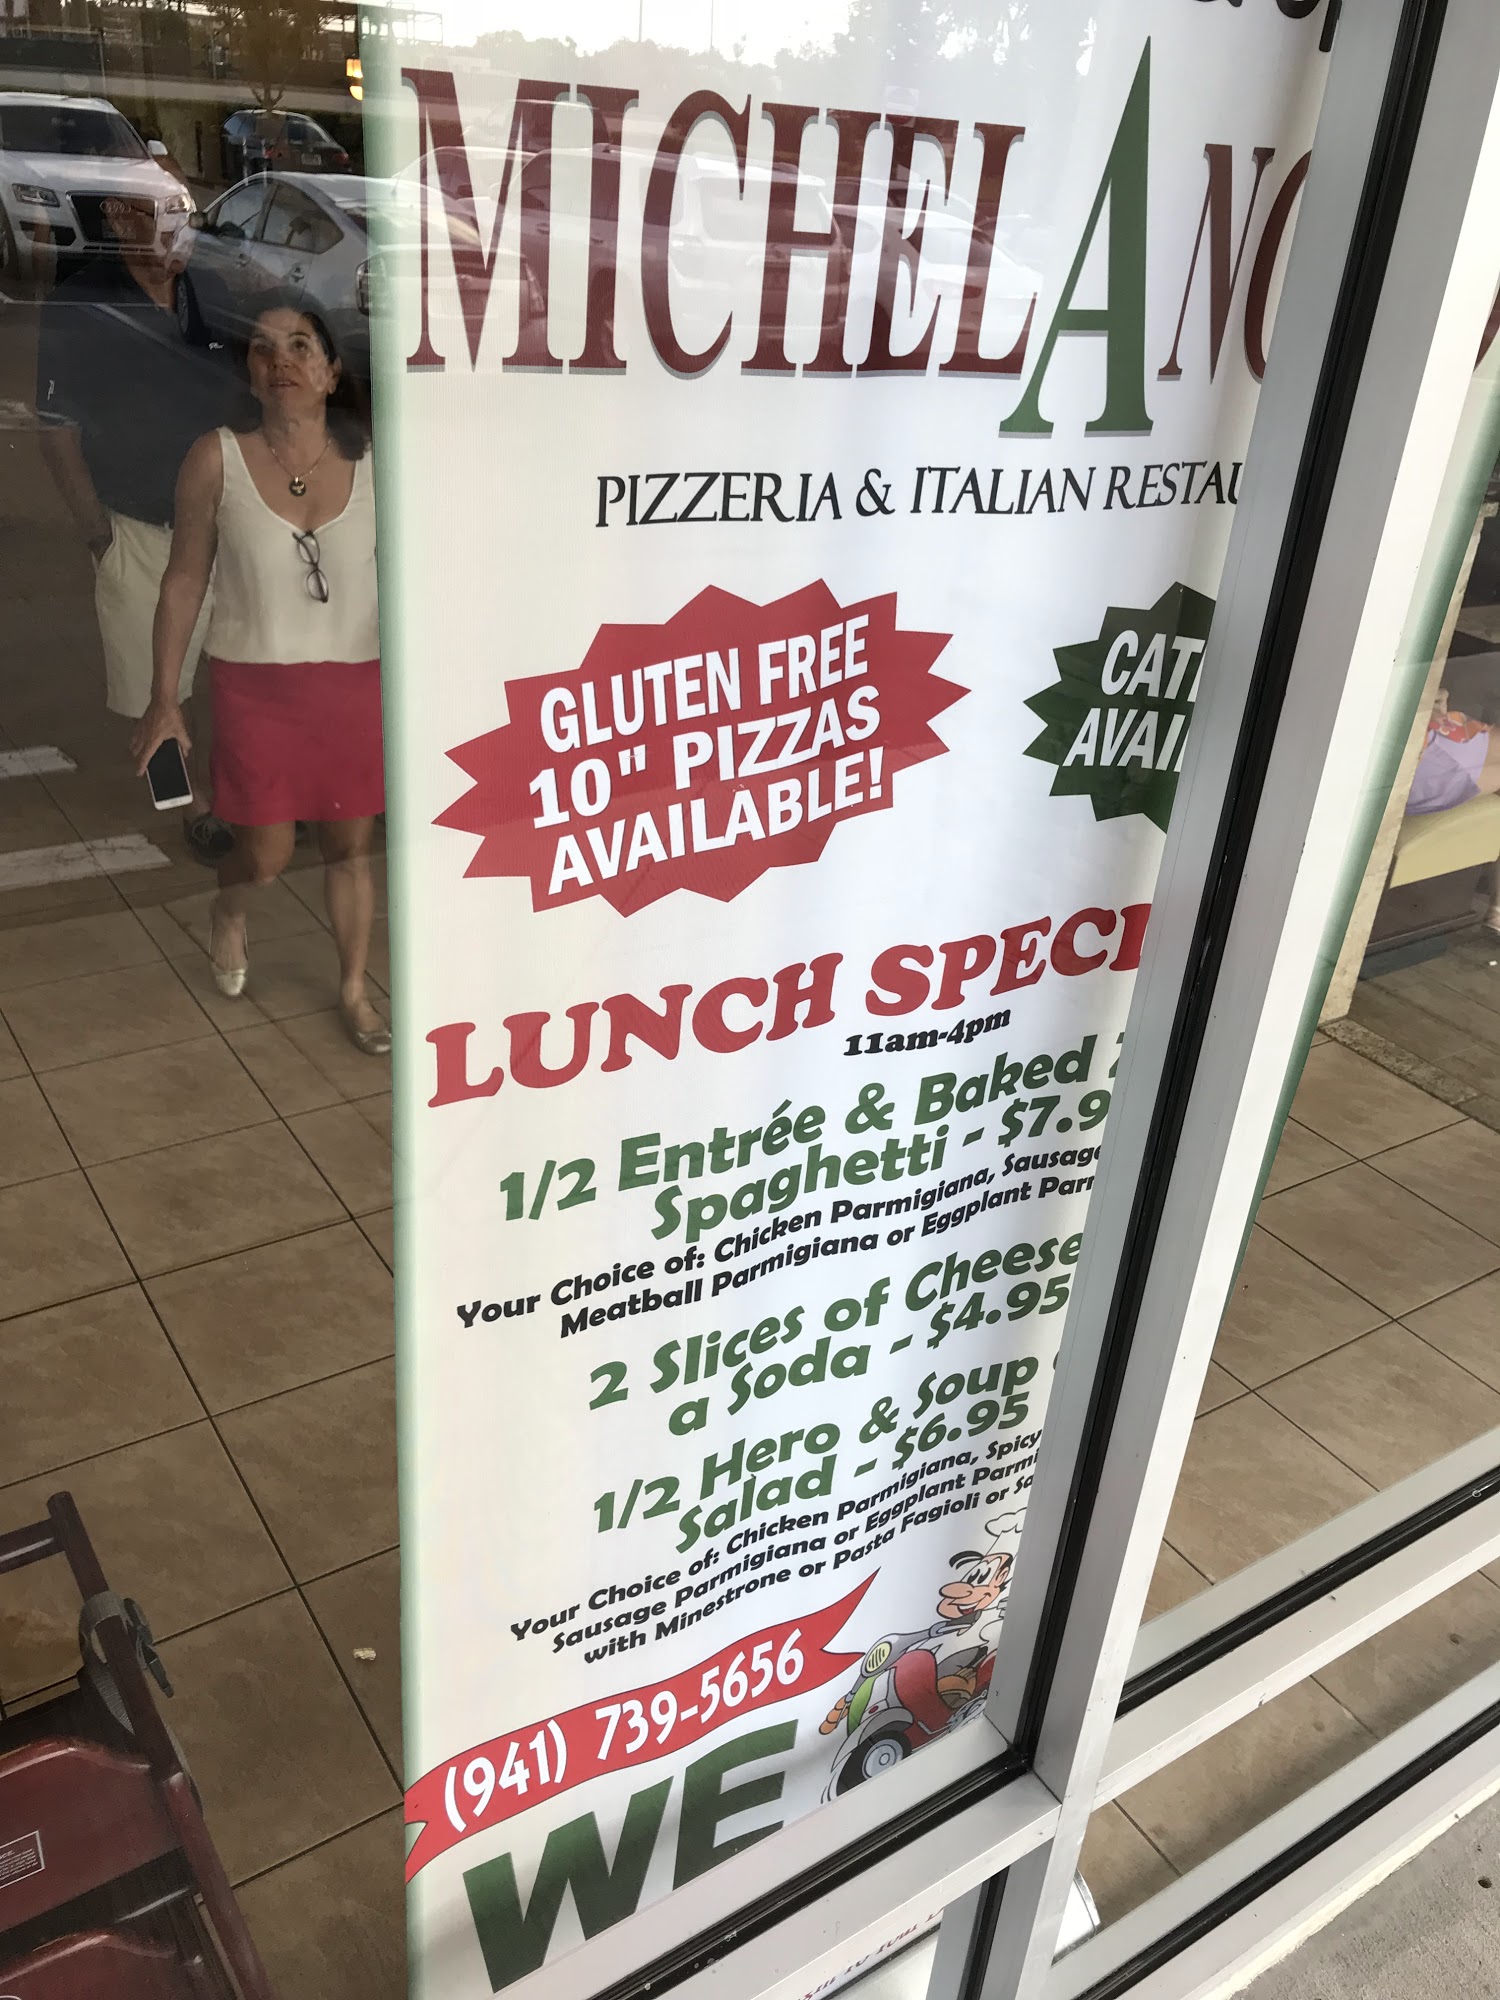 MICHELANG
PIZZERIA & ITALIAN RESTAU
GLUTEN FREE
10" PIZZAS
AVAILABLE!
CAT
AVAI
LUNCH SPECI
11am-4pm
1/2 Entrée & Baked
Spaghetti - $7.9
Your Choice of: Chicken Parmigiana, Sausage
Meatball Parmigiana or Eggplant Parm
2 Slices of Cheese
a Soda - $4.95
1/2 Hero & Soup
Salad - $6.95
Your Choice of: Chicken Parmigiana, Spicy
Sausage Parmigiana or Eggplant Parmi
with Minestrone or Pasta Fagioli or Sa
(941) 739-5656
WE